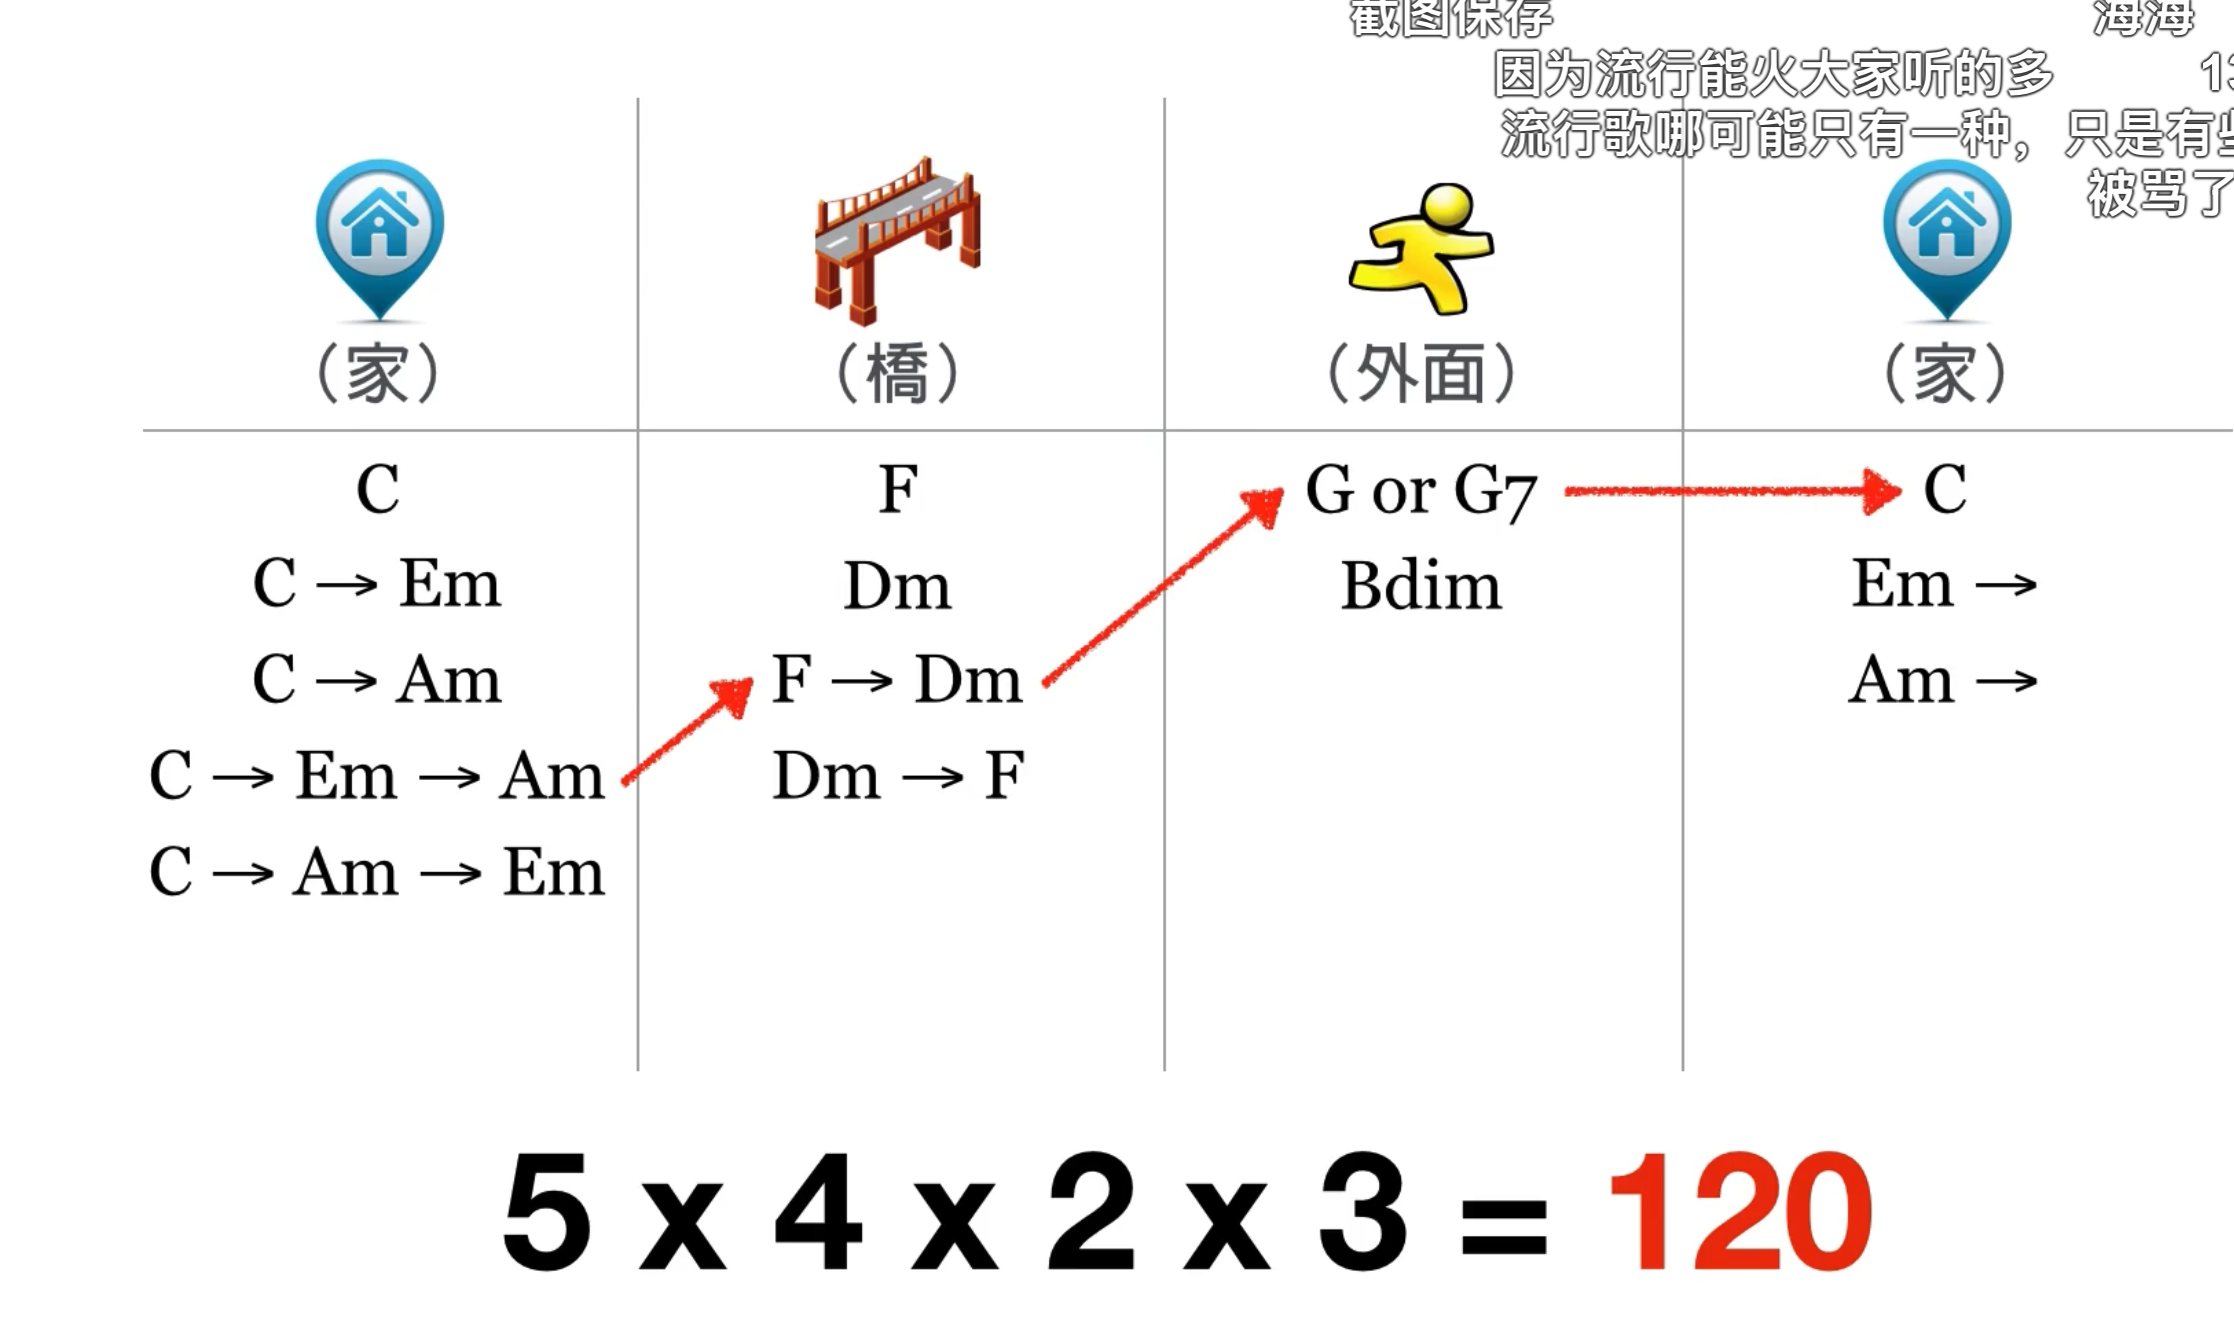 截图保存 海海
因为流行能火大家听的多
流行歌哪可能只有一种， 只是有些
被骂了
（家） （橋） （外面） （家）
C F G or G7 C
C → Em Dm Bdim Em →
C → Am F → Dm Am →
C → Em → Am Dm → F
C → Am → Em
5 x 4 x 2 x 3 = 120